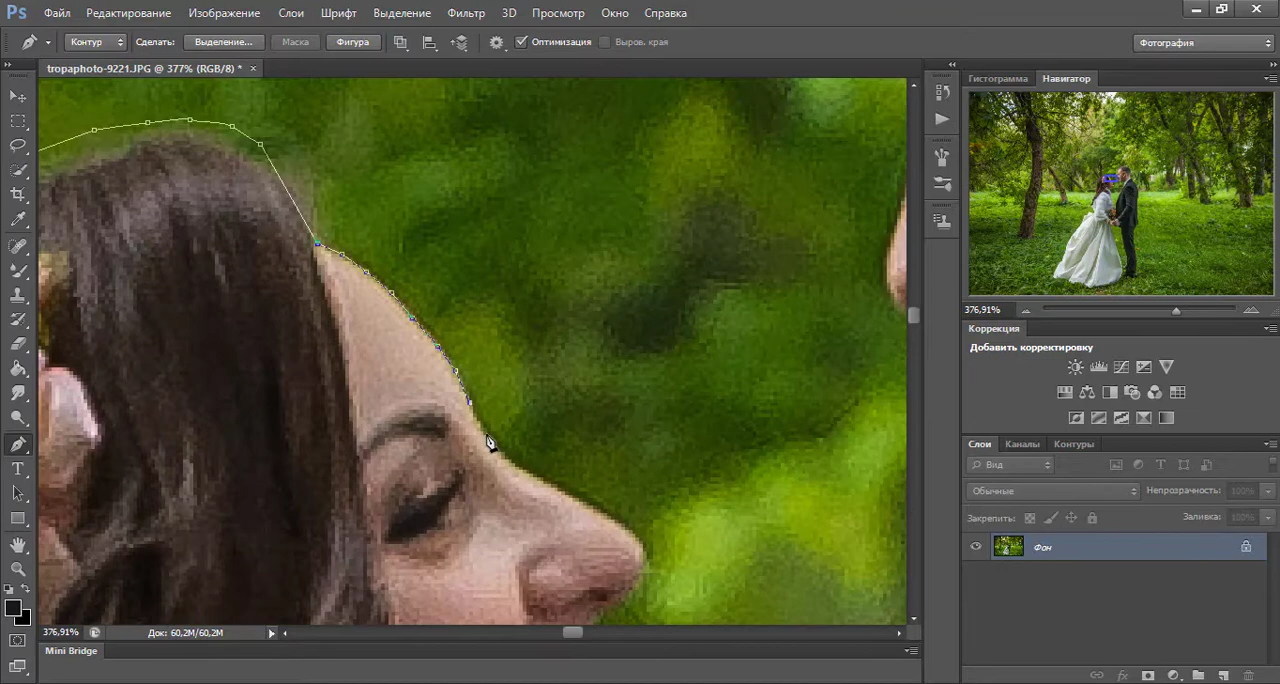 Ps Файл Редактирование Изображение Слои Шрифт Выделение Фильтр 3D Просмотр Окно Справка
Контур Сделать: Выделение... Маска Фигура Оптимизация Выров. края Фотография
tropaphoto-9221.JPG @ 377% (RGB/8) * × Гистограмма Навигатор
376,91%
Коррекция
Добавить корректировку
Слои Каналы Контуры
Вид
Обычные Непрозрачность: 100%
Закрепить: Заливка: 100%
Фон
376,91% Док: 60,2M/60,2M
Mini Bridge